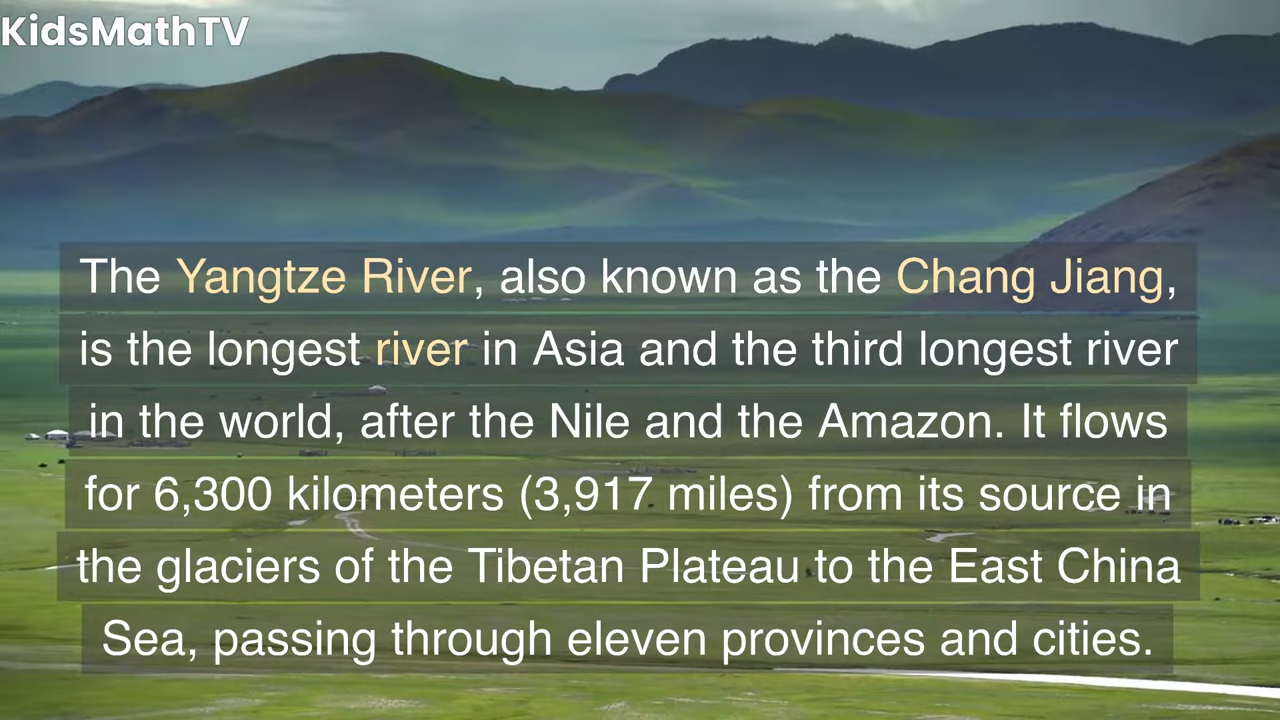 KidsMathTV
The Yangtze River, also known as the Chang Jiang,
is the longest river in Asia and the third longest river
in the world, after the Nile and the Amazon. It flows
for 6,300 kilometers (3,917 miles) from its source in
the glaciers of the Tibetan Plateau to the East China
Sea, passing through eleven provinces and cities.